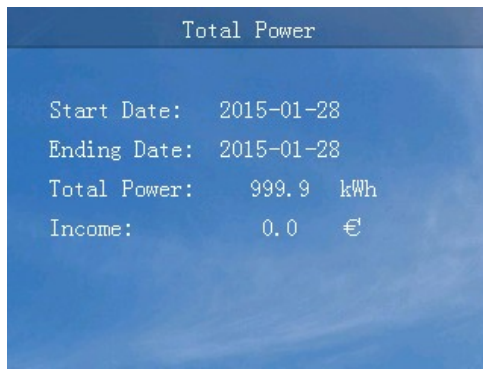 Total Power
Start Date: 2015-01-28
Ending Date: 2015-01-28
Total Power: 999.9 kWh
Income: 0.0 €